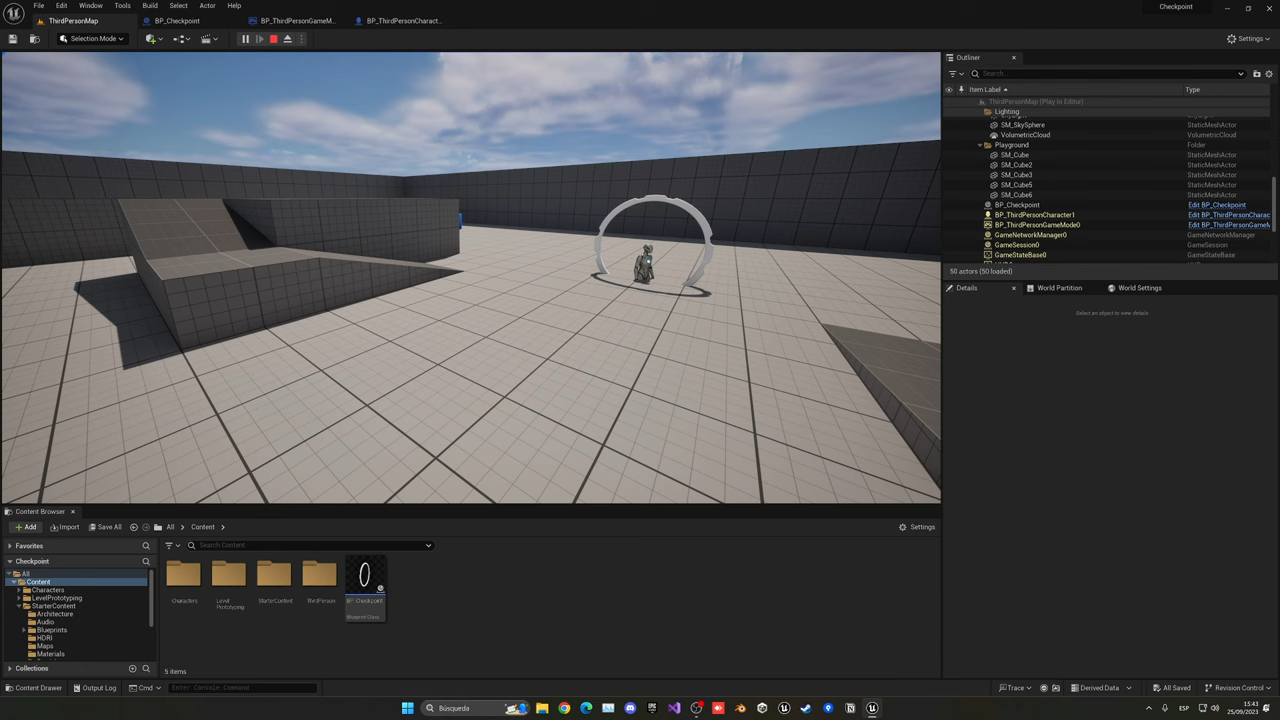 File Edit Window Tools Build Select Actor Help
Checkpoint
ThirdPersonMap
BP_Checkpoint
BP_ThirdPersonGameM...
BP_ThirdPersonCharact...
Selection Mode
Settings
Outliner
Search
Item Label
Type
ThirdPersonMap (Play In Editor)
Lighting
SM_SkySphere StaticMeshActor
VolumetricCloud VolumetricCloud
Playground Folder
SM_Cube StaticMeshActor
SM_Cube2 StaticMeshActor
SM_Cube3 StaticMeshActor
SM_Cube5 StaticMeshActor
SM_Cube6 StaticMeshActor
BP_Checkpoint Edit BP_Checkpoint
BP_ThirdPersonCharacter1 Edit BP_ThirdPersonCharac
BP_ThirdPersonGameMode0 Edit BP_ThirdPersonGameM
GameNetworkManager0 GameNetworkManager
GameSession0 GameSession
GameStateBase0 GameStateBase
50 actors (50 loaded)
Details
World Partition
World Settings
Select an object to view details
Content Browser
Add
Import
Save All
All
Content
Settings
Favorites
Checkpoint
All
Content
Characters
LevelPrototyping
StarterContent
Architecture
Audio
Blueprints
HDRI
Maps
Materials
Collections
Search Content
Characters
Level
Prototyping
StarterContent
ThirdPerson
BP_Checkpoint
Blueprint Class
5 items
Content Drawer
Output Log
Cmd
Enter Console Command
Trace
Derived Data
All Saved
Revision Control
Búsqueda
ESP
15:43
25/09/2023